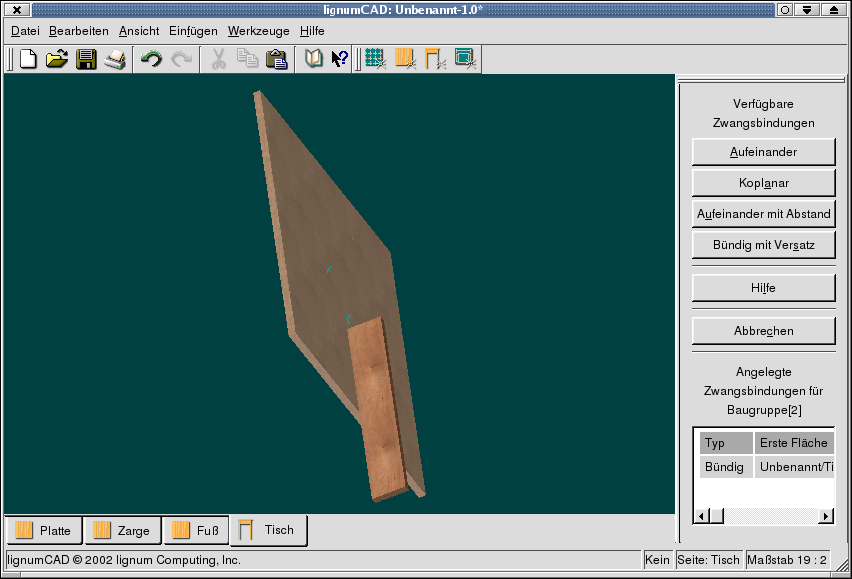 lignumCAD: Unbenannt-1.0*
Datei Bearbeiten Ansicht Einfügen Werkzeuge Hilfe
Verfügbare
Zwangsbindungen
Aufeinander
Koplanar
Aufeinander mit Abstand
Bündig mit Versatz
Hilfe
Abbrechen
Angelegte
Zwangsbindungen für
Baugruppe[2]
Typ Erste Fläche
Bündig Unbenannt/Ti
Platte Zarge Fuß Tisch
lignumCAD © 2002 lignum Computing, Inc. Kein Seite: Tisch Maßstab 19 : 2